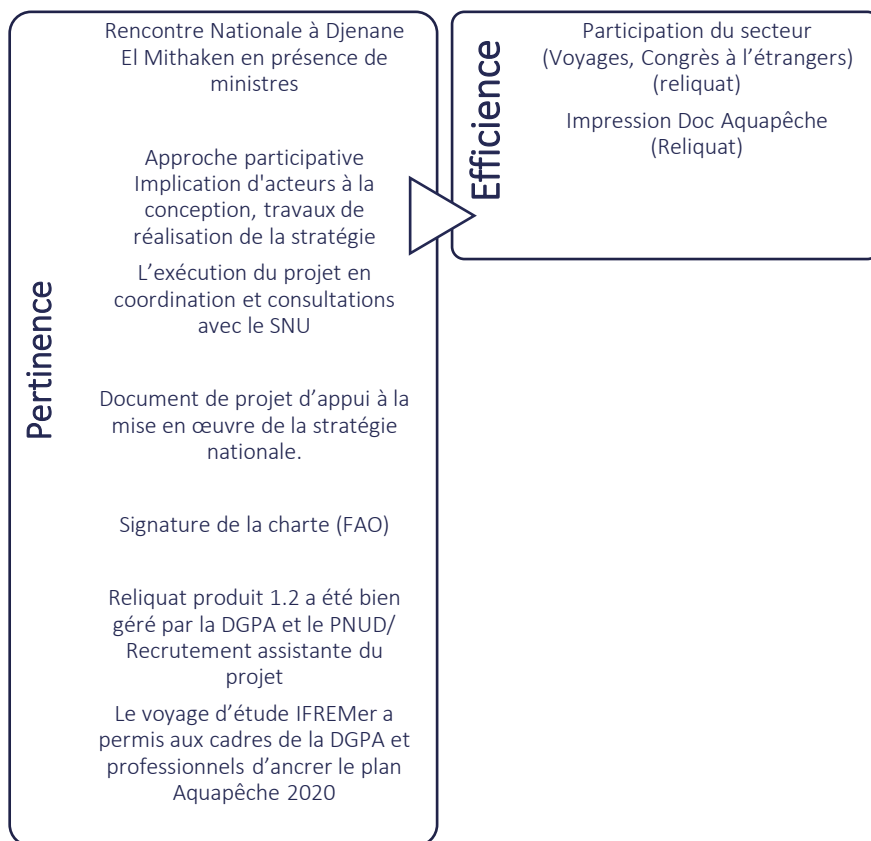 Pertinence
Rencontre Nationale à Djenane
El Mithaken en présence de
ministres
Approche participative
Implication d'acteurs à la
conception, travaux de
réalisation de la stratégie
L’exécution du projet en
coordination et consultations
avec le SNU
Document de projet d’appui à la
mise en œuvre de la stratégie
nationale.
Signature de la charte (FAO)
Reliquat produit 1.2 a été bien
géré par la DGPA et le PNUD/
Recrutement assistante du
projet
Le voyage d’étude IFREMer a
permis aux cadres de la DGPA et
professionnels d’ancrer le plan
Aquapêche 2020
Efficience
Participation du secteur
(Voyages, Congrès à l’étrangers)
(reliquat)
Impression Doc Aquapêche
(Reliquat)